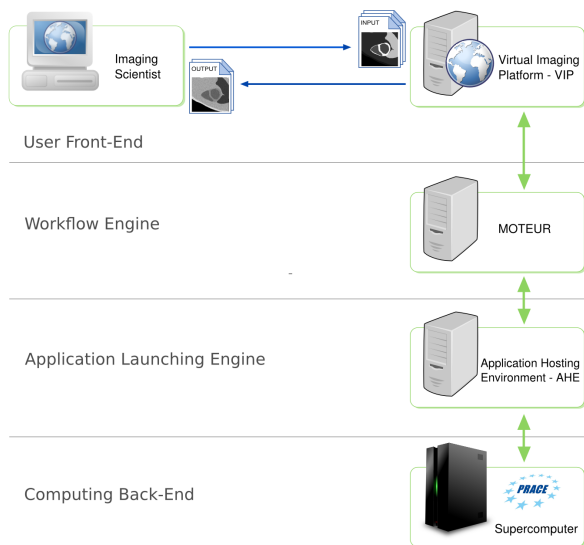 Imaging
Scientist
INPUT
OUTPUT
Virtual Imaging
Platform - VIP
User Front-End
Workflow Engine
MOTEUR
-
Application Launching Engine
Application Hosting
Environment - AHE
Computing Back-End
PRACE
Supercomputer